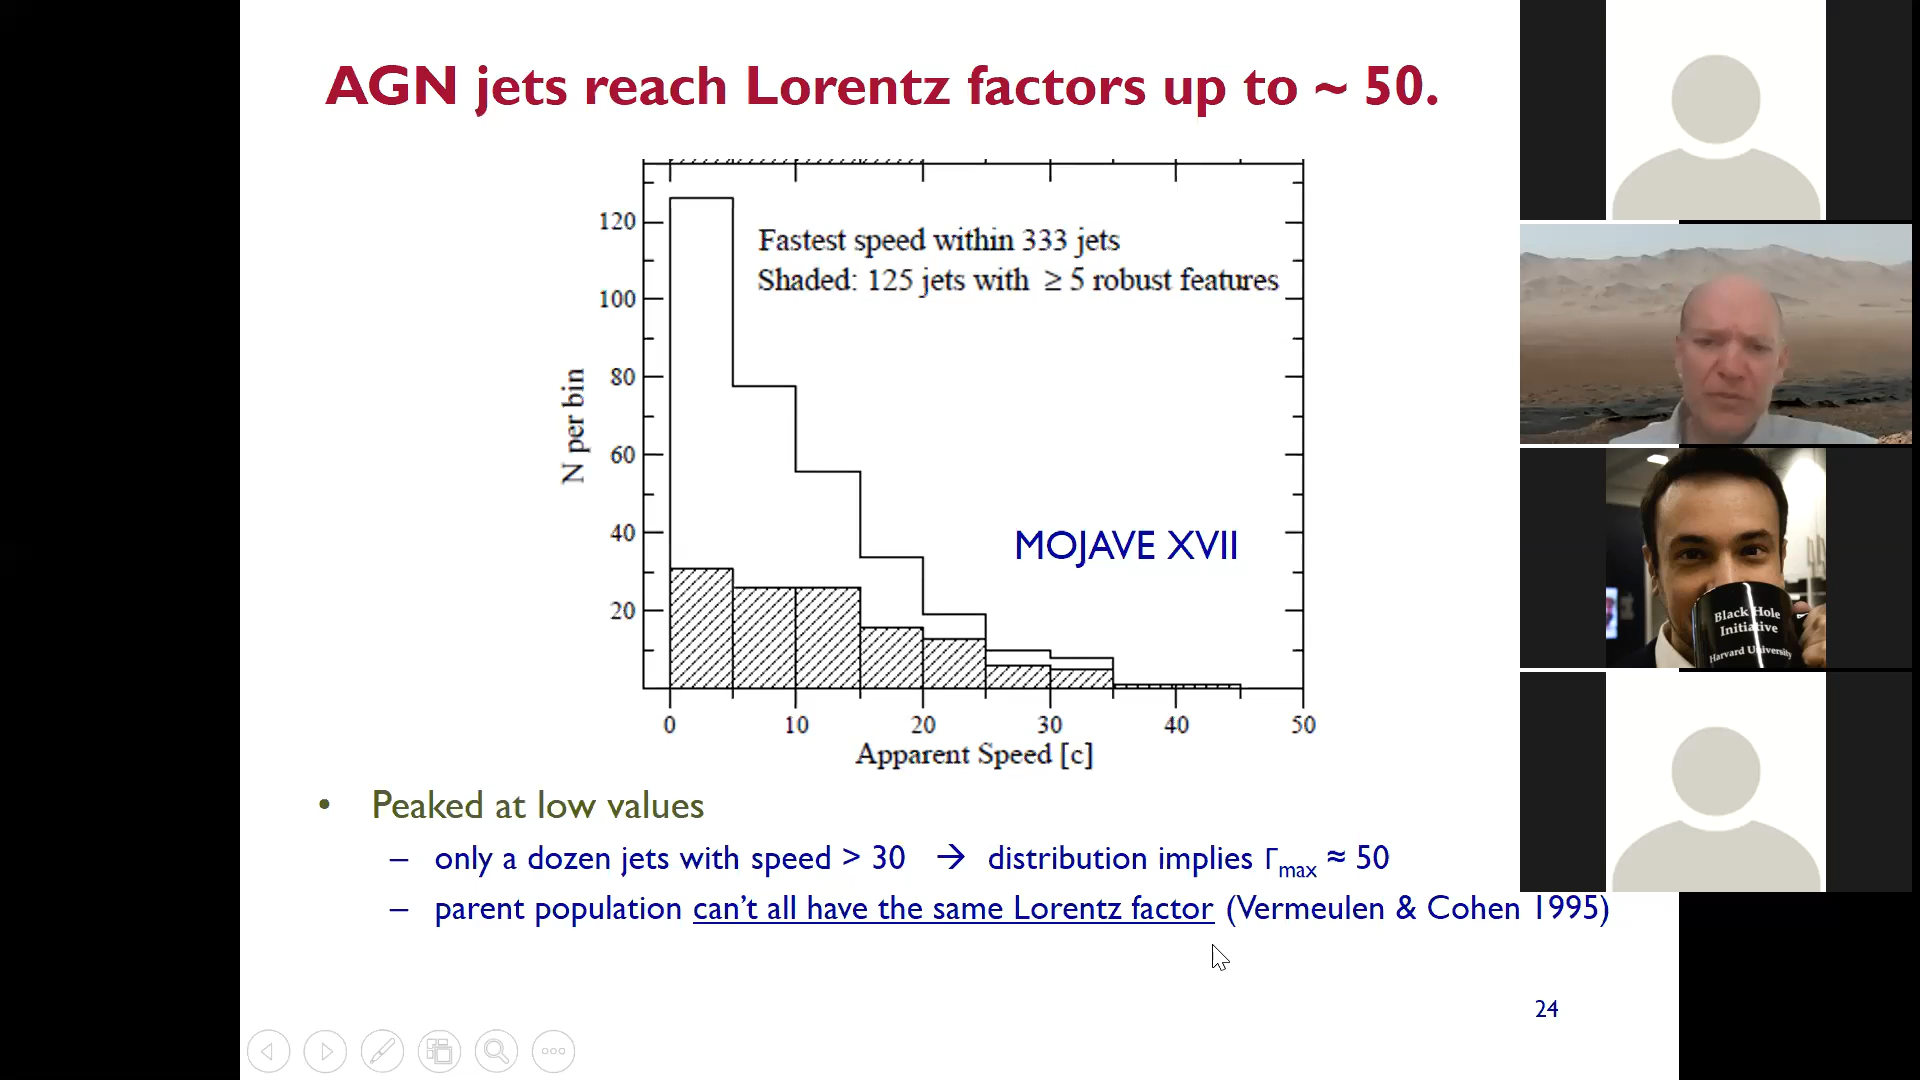 AGN jets reach Lorentz factors up to ~ 50.
Fastest speed within 333 jets
Shaded: 125 jets with ≥ 5 robust features
120
100
80
60
40
20
N per bin
MOJAVE XVII
0
10
20
30
40
50
Apparent Speed [c]
• Peaked at low values
– only a dozen jets with speed > 30 → distribution implies Γmax ≈ 50
– parent population can't all have the same Lorentz factor (Vermeulen & Cohen 1995)
24
Black Hole
Initiative
Harvard University